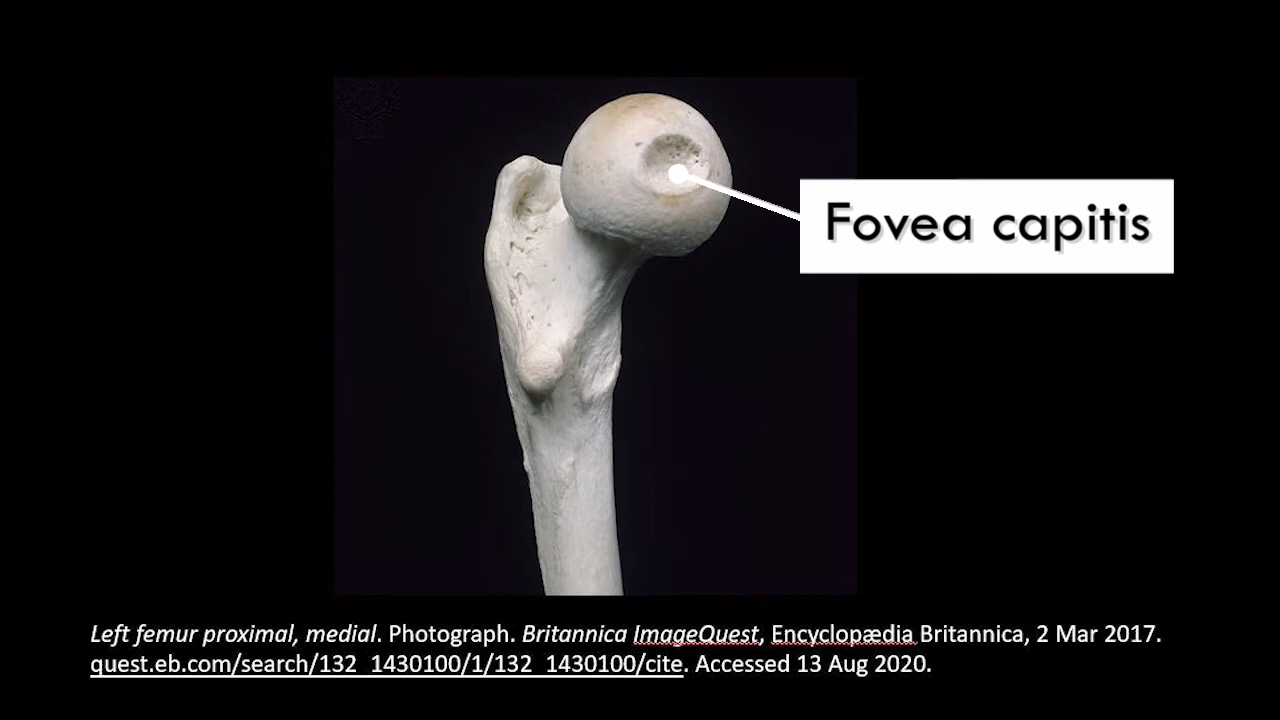 Fovea capitis
Left femur proximal, medial. Photograph. Britannica ImageQuest, Encyclopædia Britannica, 2 Mar 2017.
quest.eb.com/search/132_1430100/1/132_1430100/cite. Accessed 13 Aug 2020.